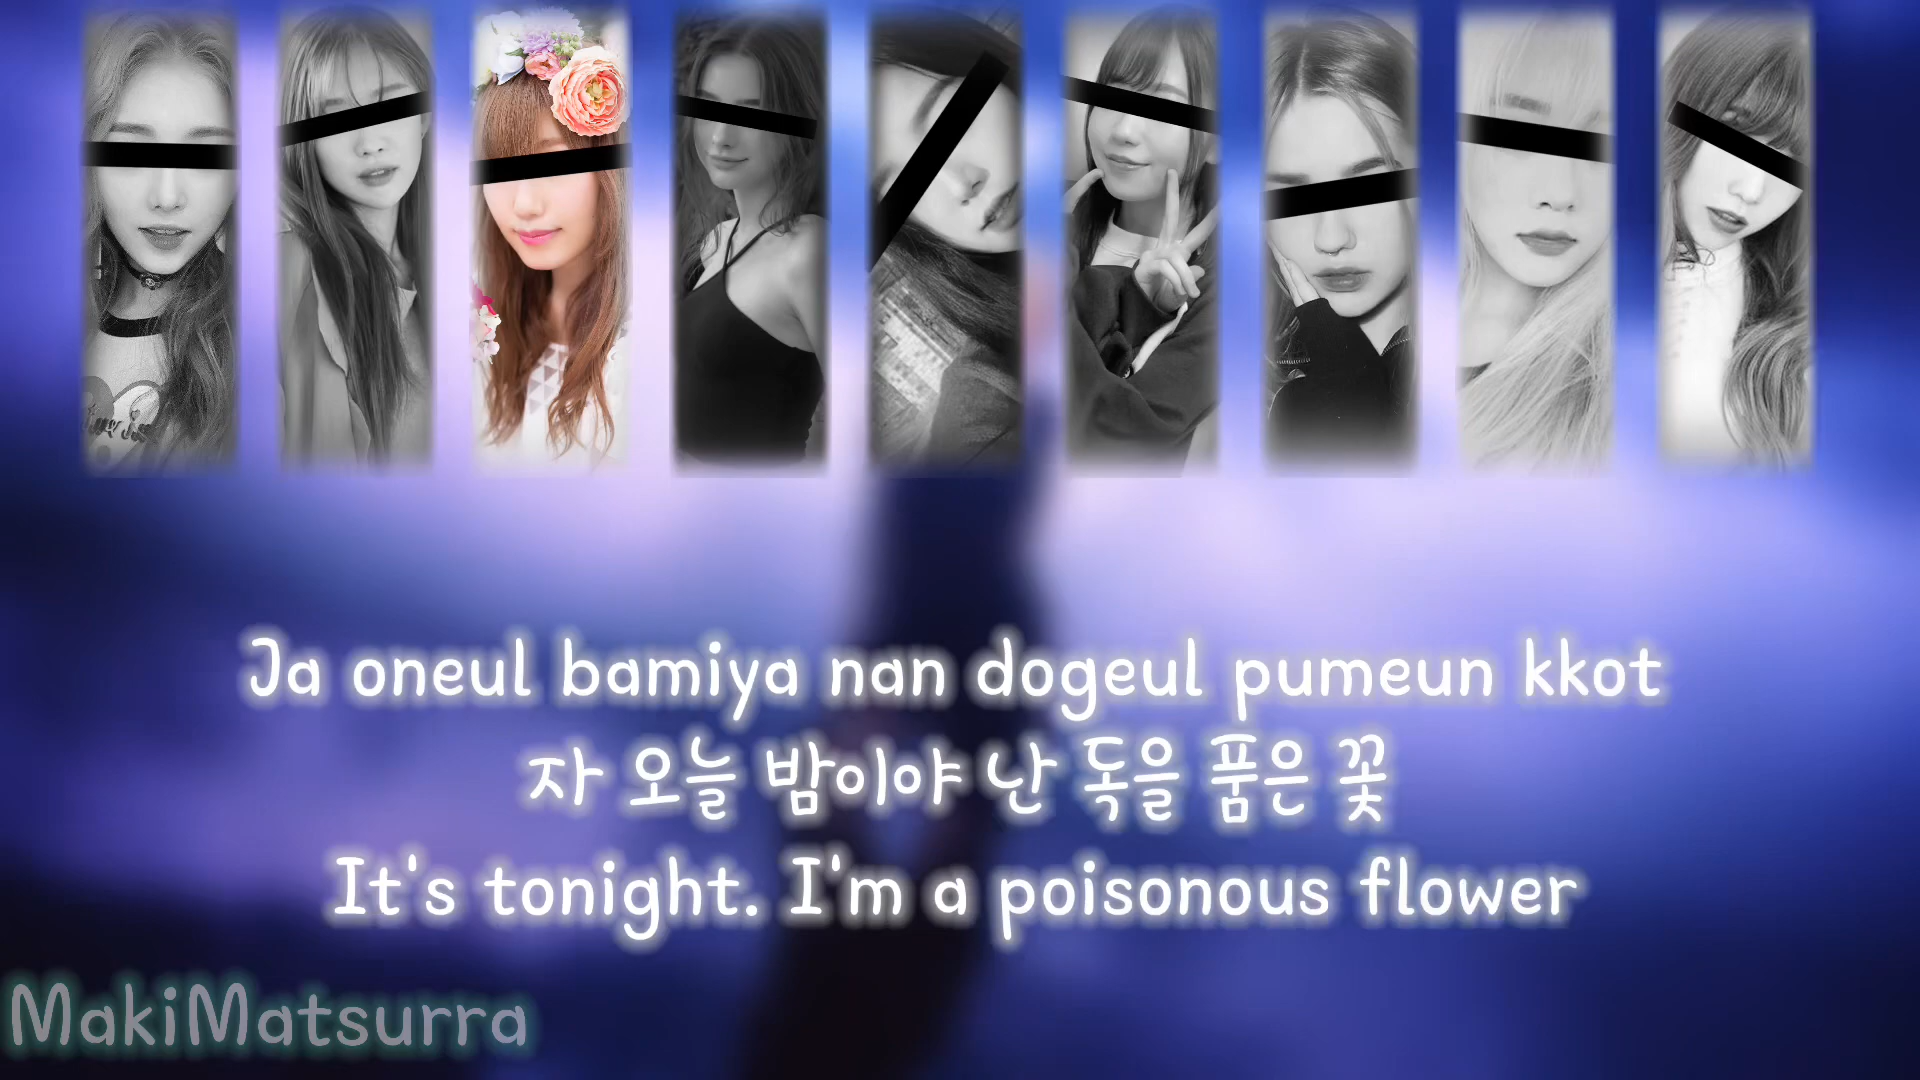 Ja oneul bamiya nan dogeul pumeun kkot
자 오늘 밤이야 난 독을 품은 꽃
It's tonight. I'm a poisonous flower
MakiMatsurra